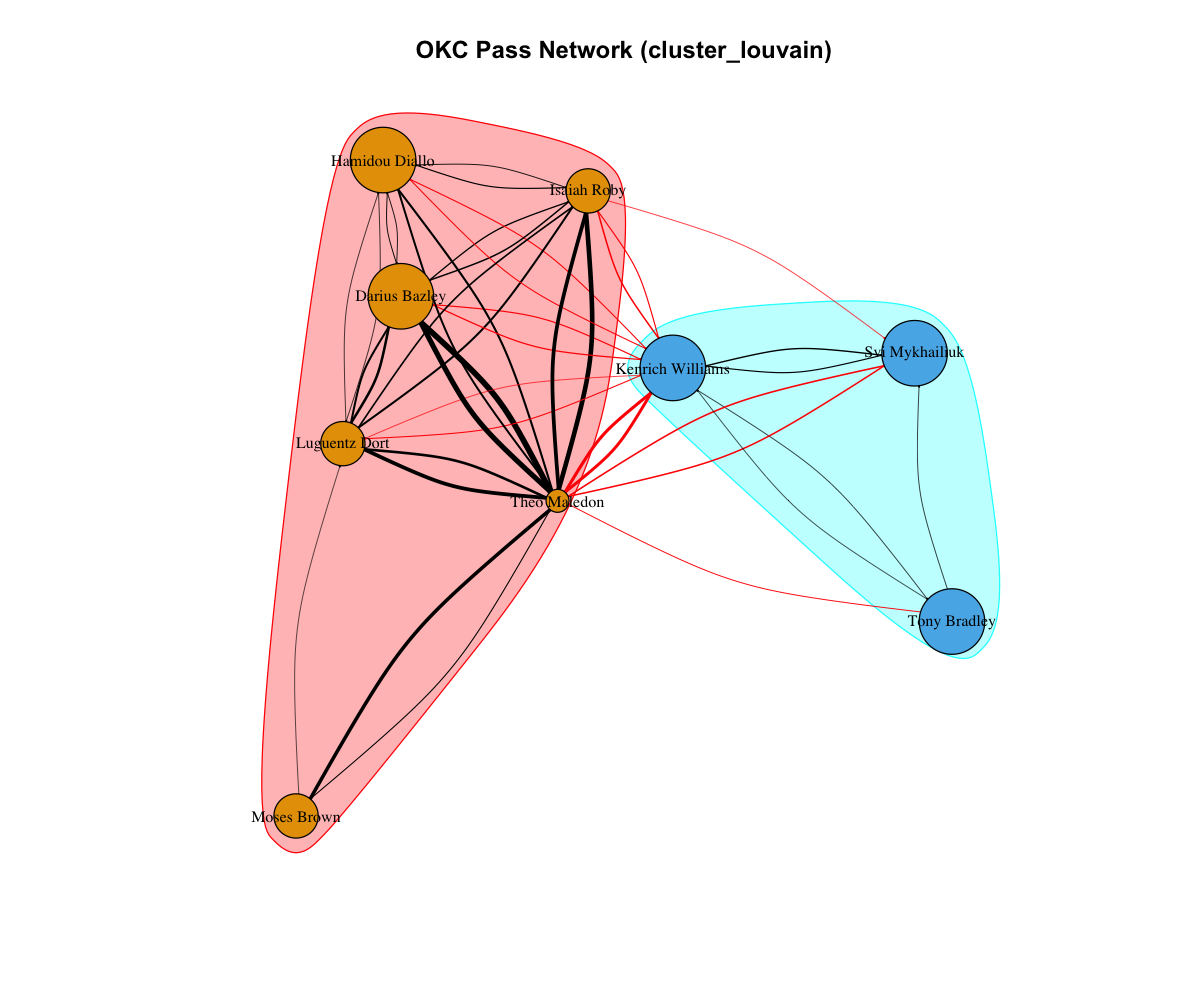 OKC Pass Network (cluster_louvain)
Hamidou Diallo
Isaiah Roby
Darius Bazley
Svi Mykhailiuk
Kenrich Williams
Luguentz Dort
Theo Maledon
Tony Bradley
Moses Brown